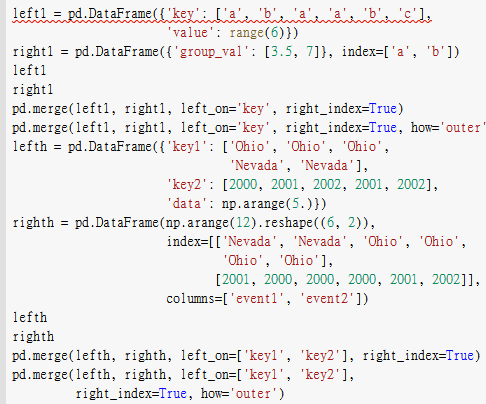 left1 = pd.DataFrame({'key': ['a', 'b', 'a', 'a', 'b', 'c'],
'value': range(6)})
right1 = pd.DataFrame({'group_val': [3.5, 7]}, index=['a', 'b'])
left1
right1
pd.merge(left1, right1, left_on='key', right_index=True)
pd.merge(left1, right1, left_on='key', right_index=True, how='outer'
lefth = pd.DataFrame({'key1': ['Ohio', 'Ohio', 'Ohio',
'Nevada', 'Nevada'],
'key2': [2000, 2001, 2002, 2001, 2002],
'data': np.arange(5.)})
righth = pd.DataFrame(np.arange(12).reshape((6, 2)),
index=[['Nevada', 'Nevada', 'Ohio', 'Ohio',
'Ohio', 'Ohio'],
[2001, 2000, 2000, 2000, 2001, 2002]],
columns=['event1', 'event2'])
lefth
righth
pd.merge(lefth, righth, left_on=['key1', 'key2'], right_index=True)
pd.merge(lefth, righth, left_on=['key1', 'key2'],
right_index=True, how='outer')